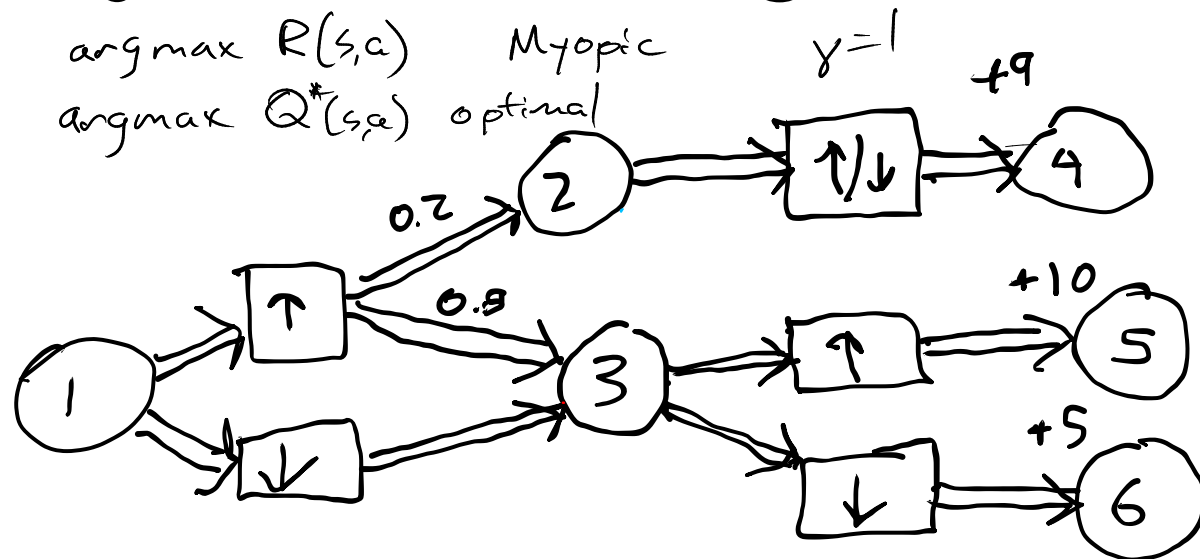 argmax R(s,a) Myopic γ=1
argmax Q*(s,a) optimal
+9
2 ↑/↓ 4
0.2
0.8
+10
↑
3 ↑ 5
1
+5
↓
↓ 6